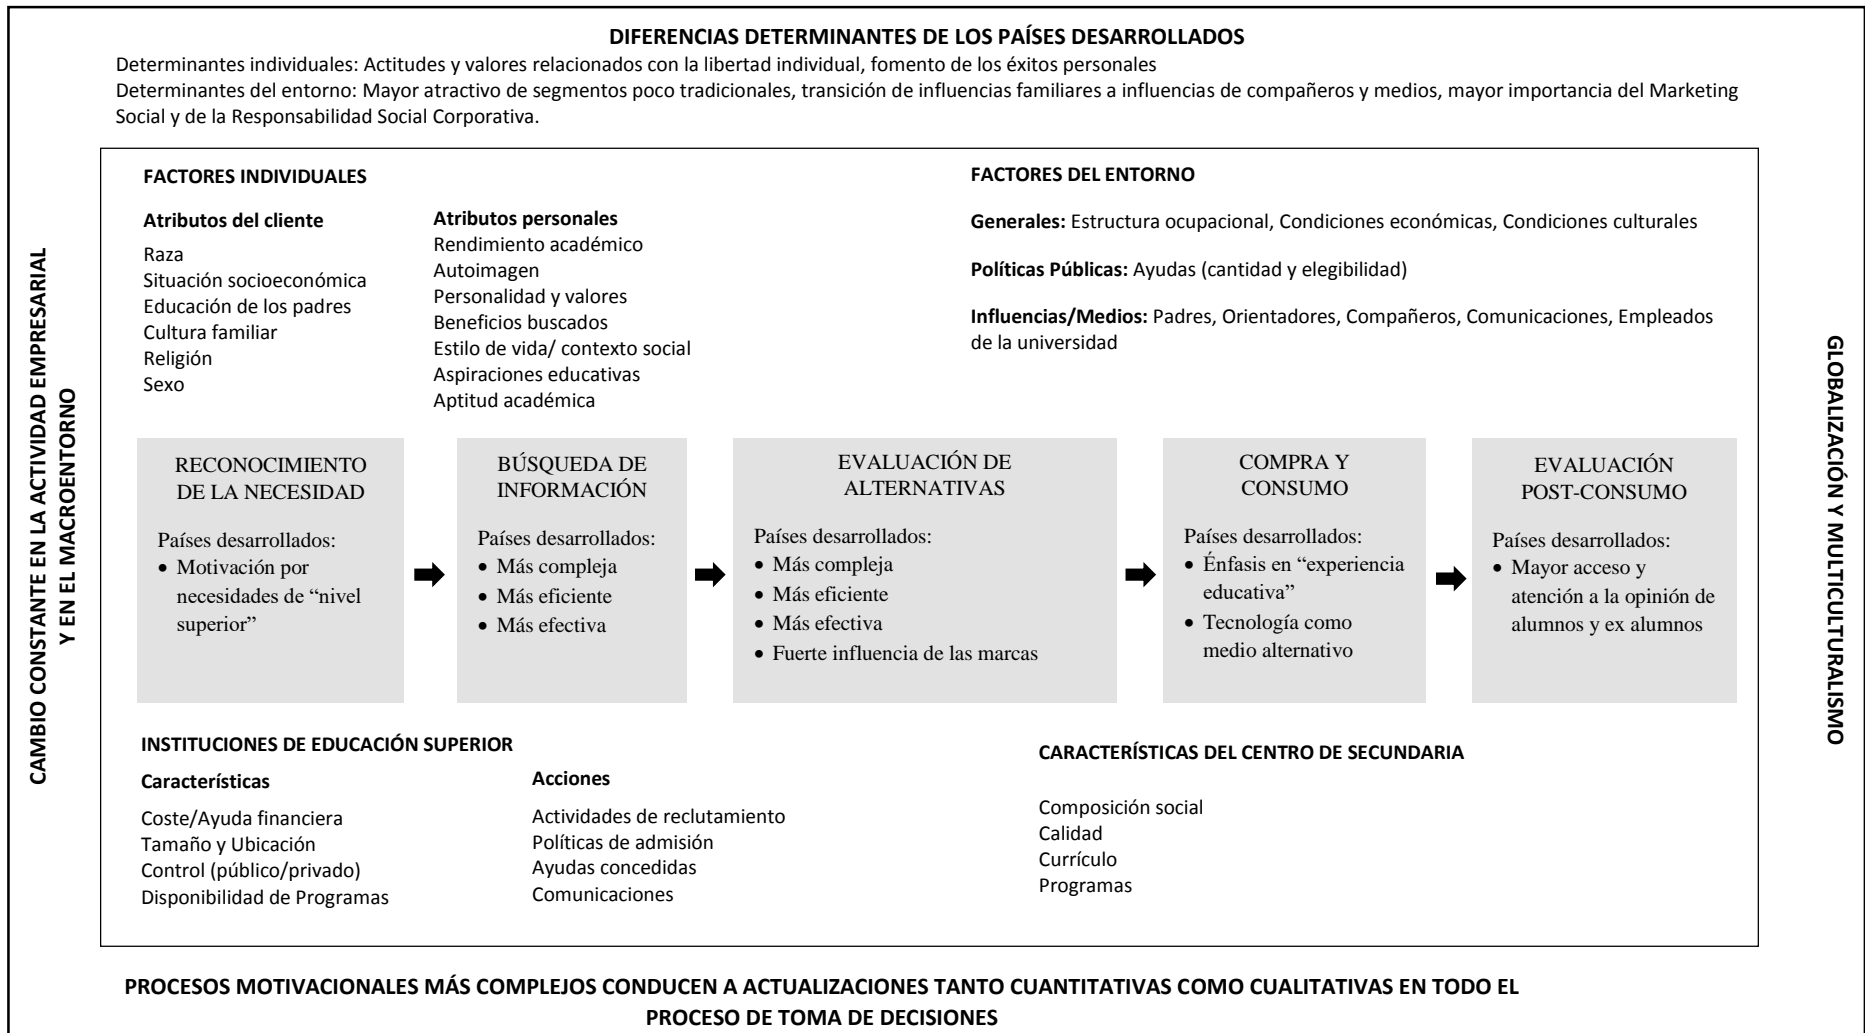 DIFERENCIAS DETERMINANTES DE LOS PAÍSES DESARROLLADOS
Determinantes individuales: Actitudes y valores relacionados con la libertad individual, fomento de los éxitos personales
Determinantes del entorno: Mayor atractivo de segmentos poco tradicionales, transición de influencias familiares a influencias de compañeros y medios, mayor importancia del Marketing
Social y de la Responsabilidad Social Corporativa.
CAMBIO CONSTANTE EN LA ACTIVIDAD EMPRESARIAL
Y EN EL MACROENTORNO
FACTORES INDIVIDUALES
Atributos del cliente
Raza
Situación socioeconómica
Educación de los padres
Cultura familiar
Religión
Sexo
Atributos personales
Rendimiento académico
Autoimagen
Personalidad y valores
Beneficios buscados
Estilo de vida/ contexto social
Aspiraciones educativas
Aptitud académica
FACTORES DEL ENTORNO
Generales: Estructura ocupacional, Condiciones económicas, Condiciones culturales
Políticas Públicas: Ayudas (cantidad y elegibilidad)
Influencias/Medios: Padres, Orientadores, Compañeros, Comunicaciones, Empleados
de la universidad
RECONOCIMIENTO
DE LA NECESIDAD
Países desarrollados:
• Motivación por
necesidades de “nivel
superior”
BÚSQUEDA DE
INFORMACIÓN
Países desarrollados:
• Más compleja
• Más eficiente
• Más efectiva
EVALUACIÓN DE
ALTERNATIVAS
Países desarrollados:
• Más compleja
• Más eficiente
• Más efectiva
• Fuerte influencia de las marcas
COMPRA Y
CONSUMO
Países desarrollados:
• Énfasis en “experiencia
educativa”
• Tecnología como
medio alternativo
EVALUACIÓN
POST-CONSUMO
Países desarrollados:
• Mayor acceso y
atención a la opinión de
alumnos y ex alumnos
INSTITUCIONES DE EDUCACIÓN SUPERIOR
Características
Coste/Ayuda financiera
Tamaño y Ubicación
Control (público/privado)
Disponibilidad de Programas
Acciones
Actividades de reclutamiento
Políticas de admisión
Ayudas concedidas
Comunicaciones
CARACTERÍSTICAS DEL CENTRO DE SECUNDARIA
Composición social
Calidad
Currículo
Programas
GLOBALIZACIÓN Y MULTICULTURALISMO
PROCESOS MOTIVACIONALES MÁS COMPLEJOS CONDUCEN A ACTUALIZACIONES TANTO CUANTITATIVAS COMO CUALITATIVAS EN TODO EL
PROCESO DE TOMA DE DECISIONES